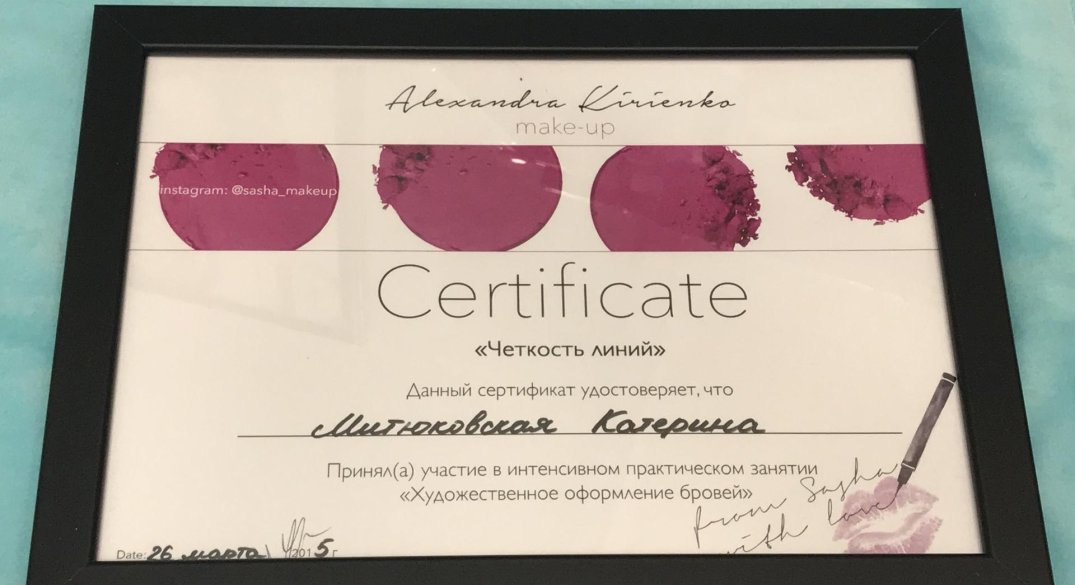 Alexandra Kirienko
make-up
instagram: @sasha_makeup
Certificate
«Четкость линий»
Данный сертификат удостоверяет, что
Митюковская Катерина
Принял(а) участие в интенсивном практическом занятии
«Художественное оформление бровей»
from Sasha
with love
Date: 26 марта 2015 г